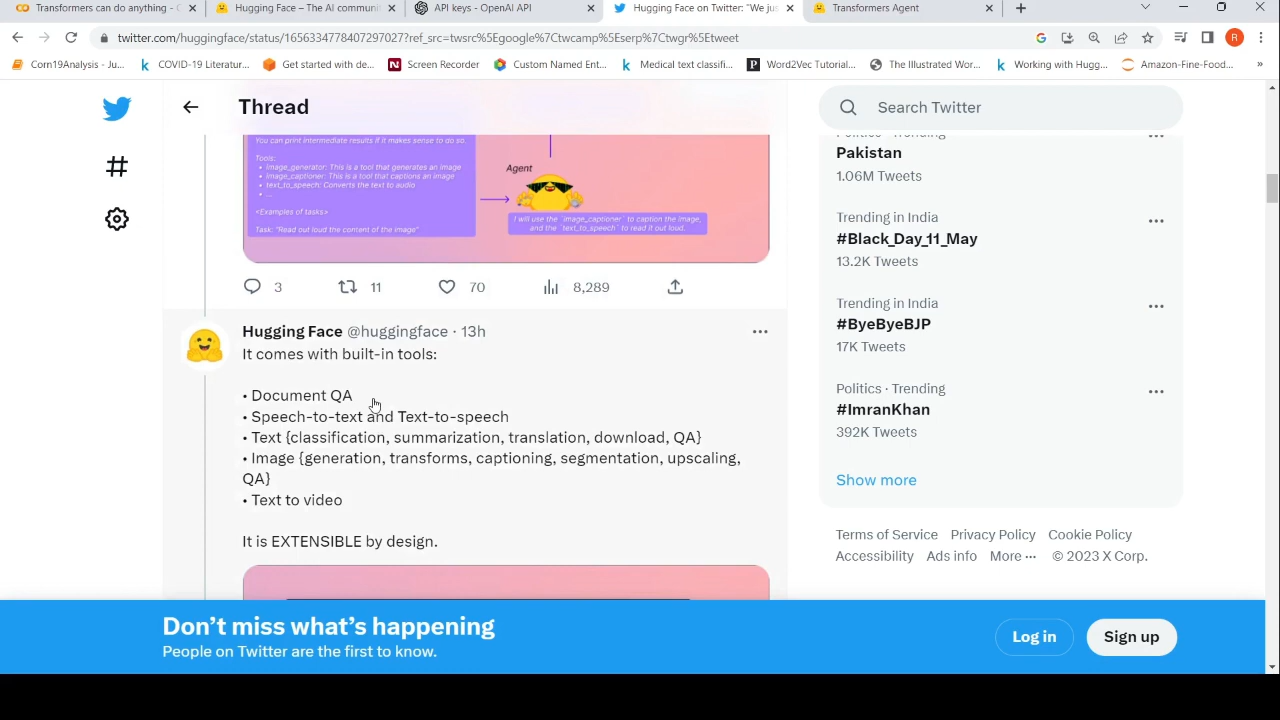 Transformers can do anything - C
Hugging Face – The AI communi
API keys - OpenAI API
Hugging Face on Twitter: "We jus
Transformers Agent
twitter.com/huggingface/status/1656334778407297027?ref_src=twsrc%5Egoogle%7Ctwcamp%5Eserp%7Ctwgr%5Etweet
R
Corn19Analysis - Ju...
COVID-19 Literatur...
Get started with de...
Screen Recorder
Custom Named Ent...
Medical text classifi...
Word2Vec Tutorial...
The Illustrated Wor...
Working with Hugg...
Amazon-Fine-Food...
»
Thread
You can print intermediate results if it makes sense to do so.
Tools:
• image_generator: This is a tool that generates an image
• image_captioner: This is a tool that captions an image
• text_to_speech: Converts the text to audio
• ...
<Examples of tasks>
Task: "Read out loud the content of the image"
Agent
I will use the `image_captioner` to caption the image,
and the `text_to_speech` to read it out loud.
3 11 70 8,289
Hugging Face @huggingface · 13h
It comes with built-in tools:
• Document QA
• Speech-to-text and Text-to-speech
• Text {classification, summarization, translation, download, QA}
• Image {generation, transforms, captioning, segmentation, upscaling,
QA}
• Text to video
It is EXTENSIBLE by design.
Search Twitter
Politics · Trending
Pakistan
1.06M Tweets
Trending in India
#Black_Day_11_May
13.2K Tweets
Trending in India
#ByeByeBJP
17K Tweets
Politics · Trending
#ImranKhan
392K Tweets
Show more
Terms of Service Privacy Policy Cookie Policy
Accessibility Ads info More ··· © 2023 X Corp.
Don’t miss what’s happening
People on Twitter are the first to know.
Log in
Sign up